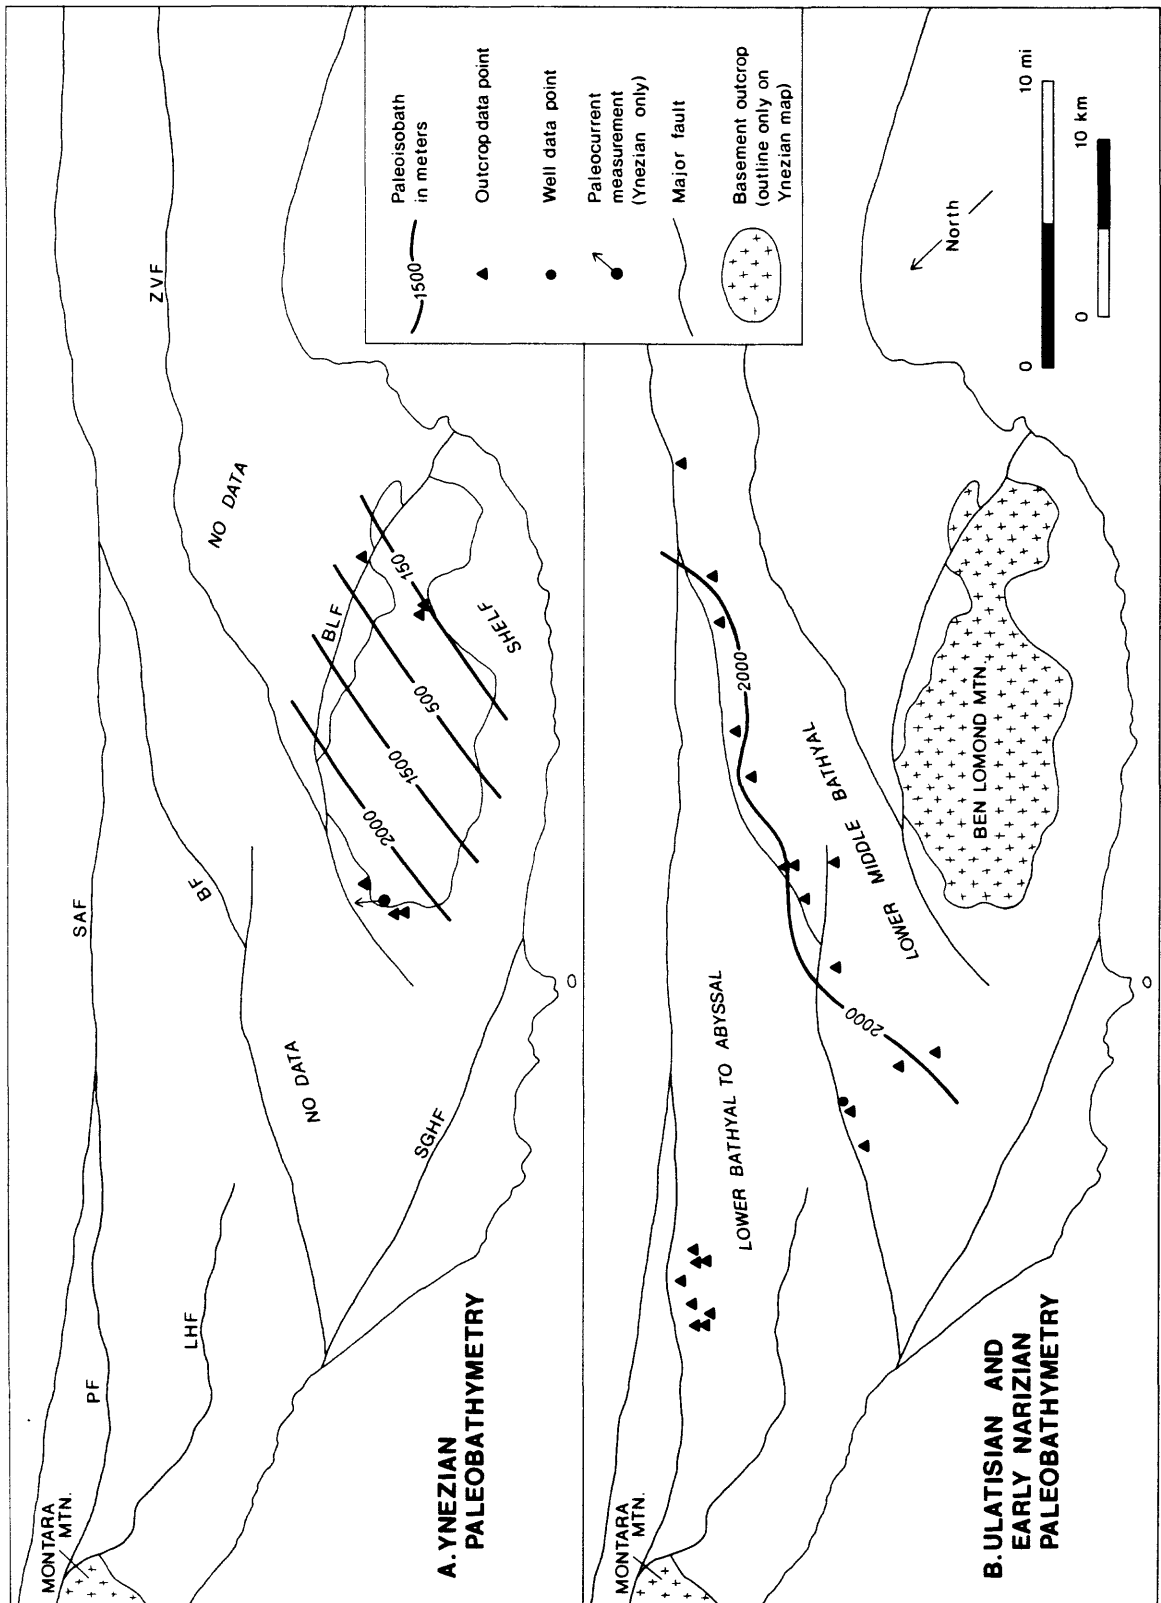 SAF
PF
ZVF
BF
LHF
SGHF
BLF
NO DATA
NO DATA
SHELF
150
500
1500
2000
MONTARA
MTN.
A. YNEZIAN
PALEOBATHYMETRY
1500
Paleoisobath
in meters
Outcrop data point
Well data point
Paleocurrent
measurement
(Ynezian only)
Major fault
Basement outcrop
(outline only on
Ynezian map)
MONTARA
MTN.
LOWER BATHYAL TO ABYSSAL
2000
2000
LOWER MIDDLE BATHYAL
BEN LOMOND MTN.
North
0
10 mi
0
10 km
B. ULATISIAN AND
EARLY NARIZIAN
PALEOBATHYMETRY